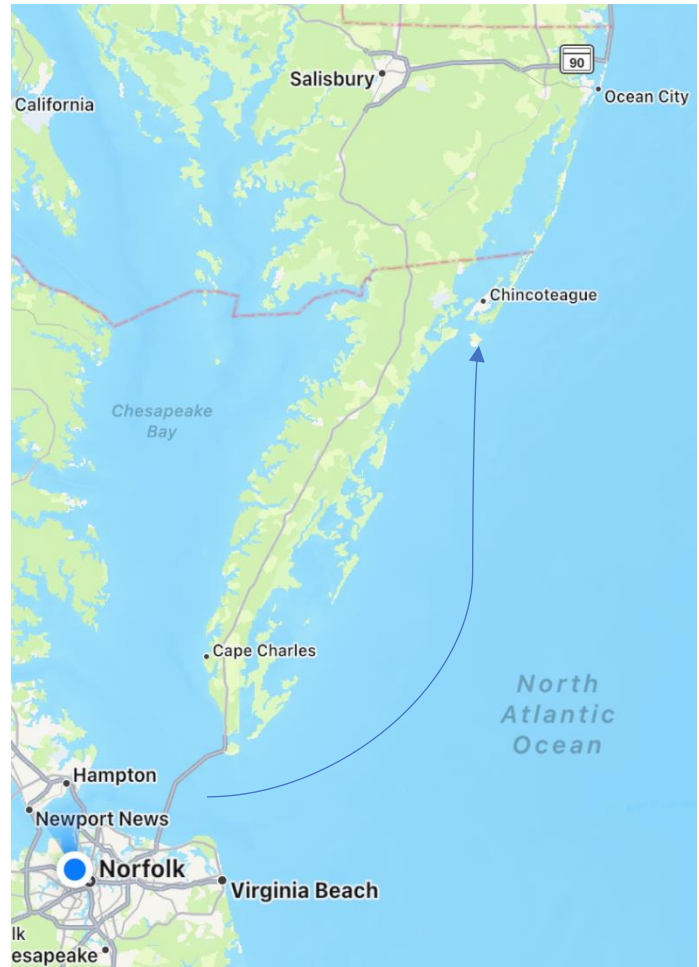 90
Salisbury
California
Ocean City
Chincoteague
Chesapeake
Bay
Cape Charles
North
Atlantic
Ocean
Hampton
Newport News
Norfolk
Virginia Beach
lk
esapeake